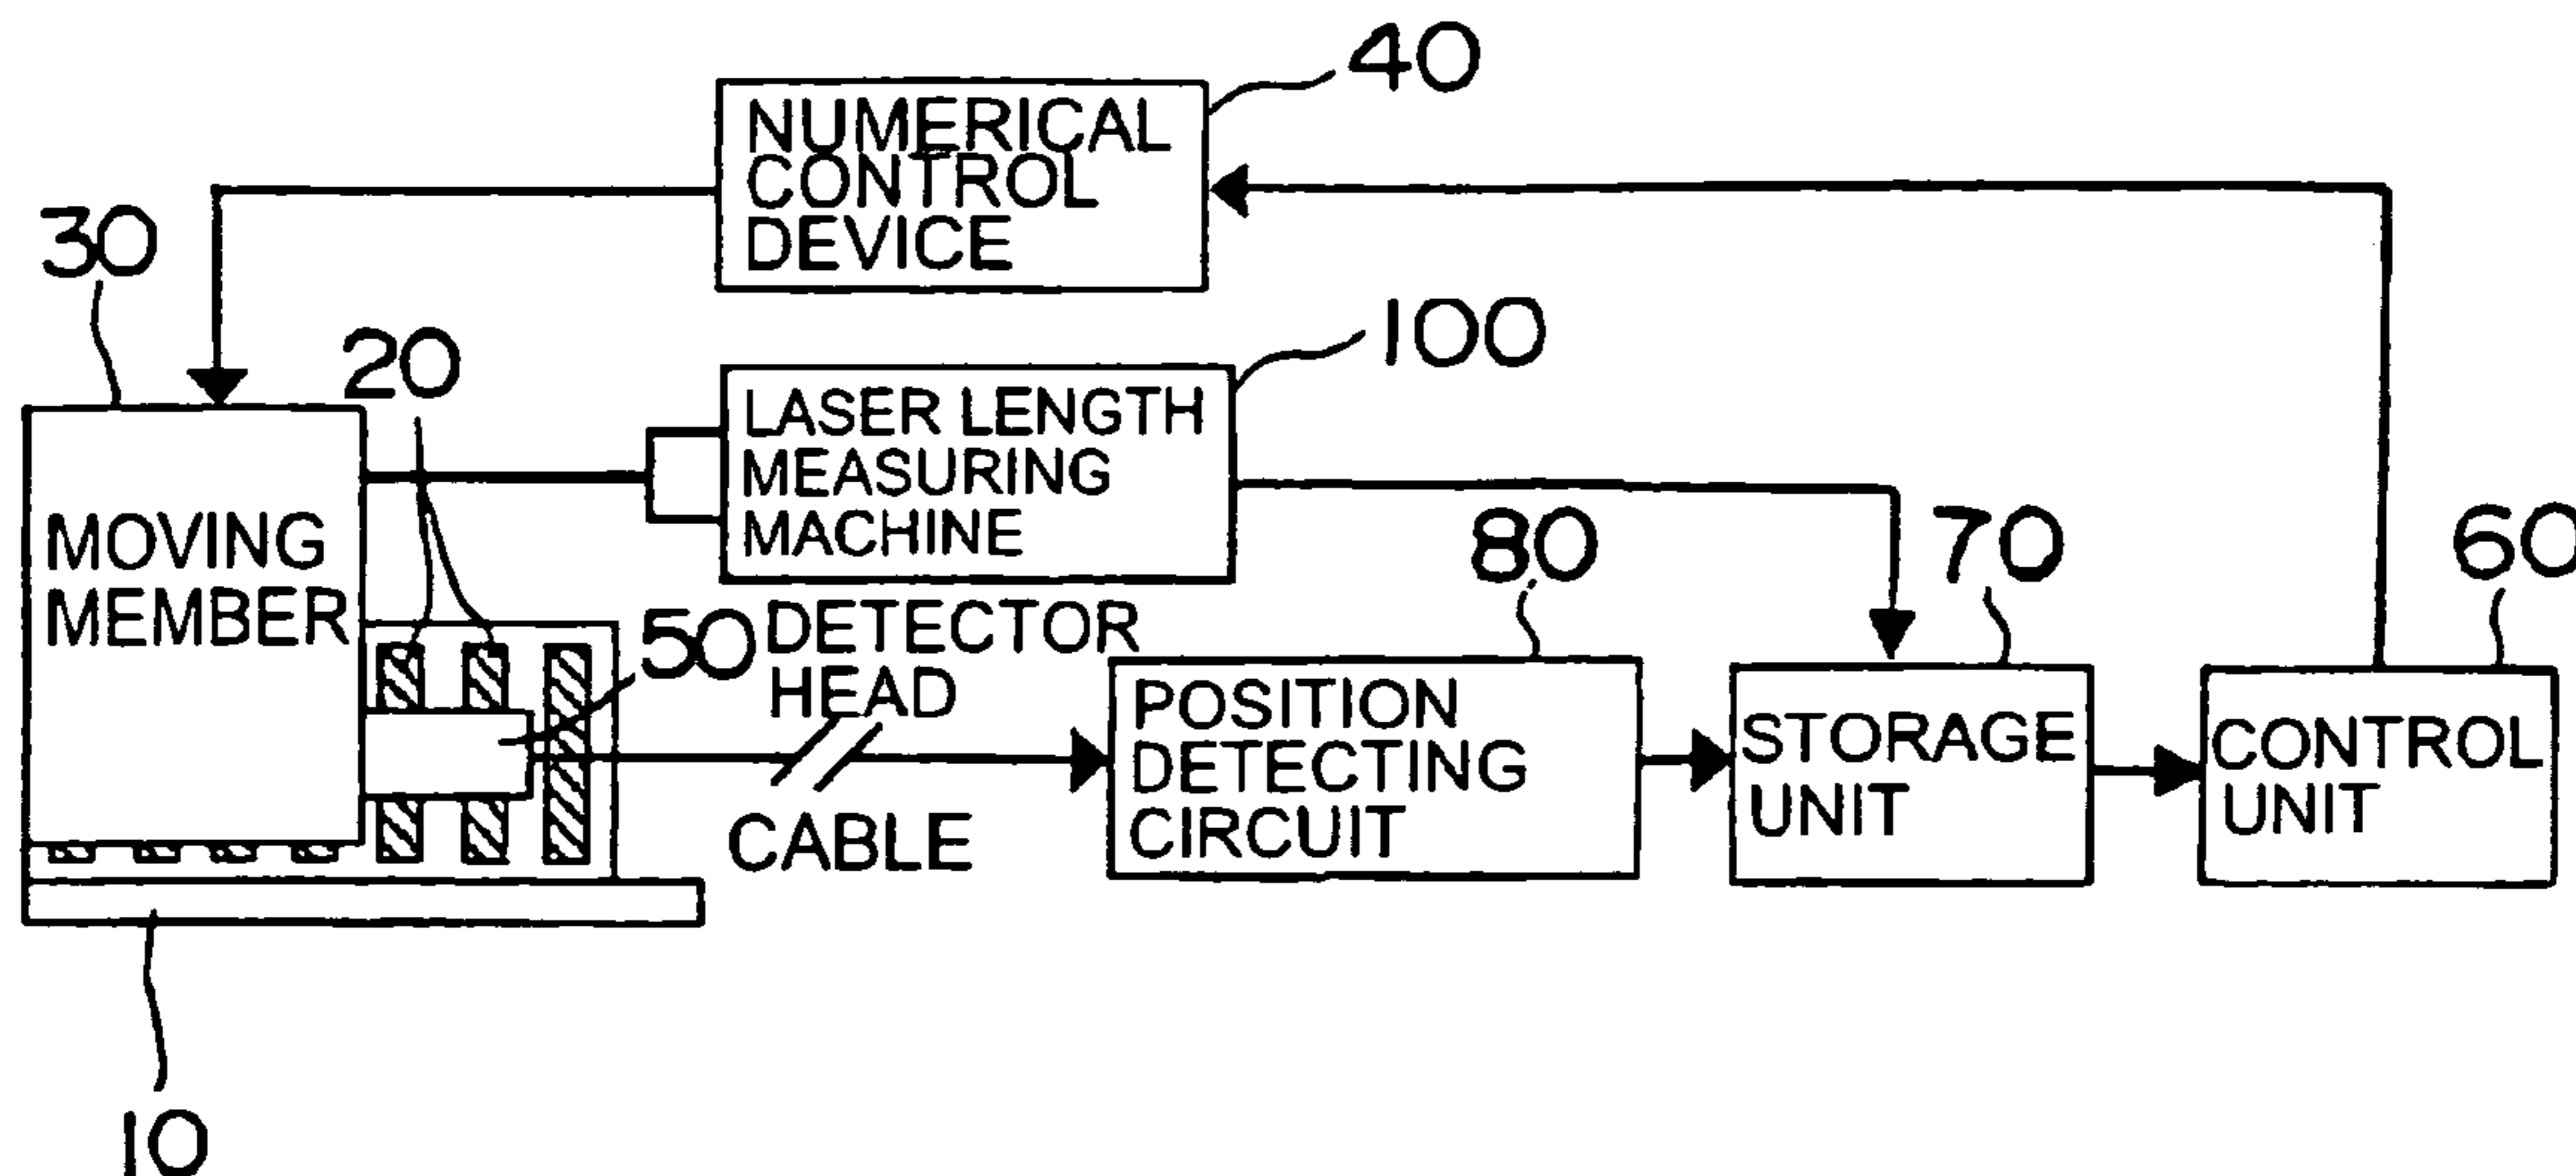 40
NUMERICAL
CONTROL
DEVICE
30
20
100
LASER LENGTH
MEASURING
MACHINE
MOVING
MEMBER
50
DETECTOR
HEAD
CABLE
80
POSITION
DETECTING
CIRCUIT
70
STORAGE
UNIT
60
CONTROL
UNIT
10